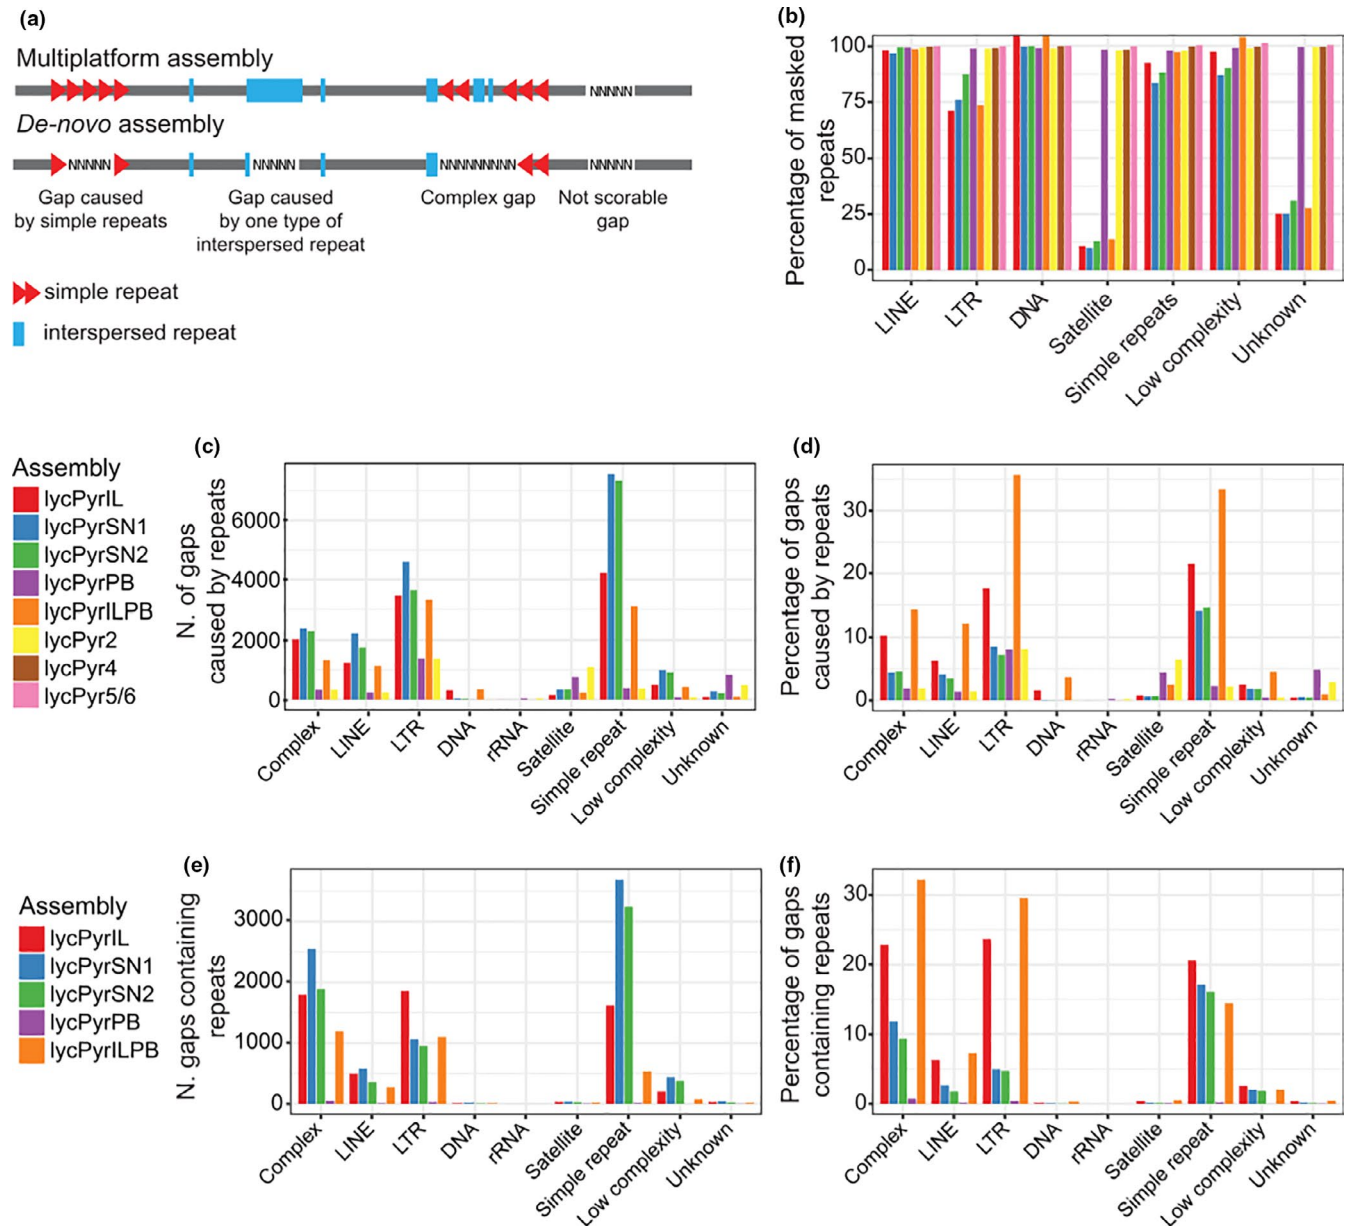 (a)
Multiplatform assembly
NNNNN
De-novo assembly
NNNNN
NNNNN
NNNNNNNNN
NNNNN
Gap caused
by simple repeats
Gap caused
by one type of
interspersed repeat
Complex gap
Not scorable
gap
simple repeat
interspersed repeat
(b)
Percentage of masked
repeats
100
75
50
25
0
LINE
LTR
DNA
Satellite
Simple repeats
Low complexity
Unknown
Assembly
lycPyrIL
lycPyrSN1
lycPyrSN2
lycPyrPB
lycPyrILPB
lycPyr2
lycPyr4
lycPyr5/6
(c)
N. of gaps
caused by repeats
6000
4000
2000
0
Complex
LINE
LTR
DNA
rRNA
Satellite
Simple repeat
Low complexity
Unknown
(d)
Percentage of gaps
caused by repeats
30
20
10
0
Complex
LINE
LTR
DNA
rRNA
Satellite
Simple repeat
Low complexity
Unknown
Assembly
lycPyrIL
lycPyrSN1
lycPyrSN2
lycPyrPB
lycPyrILPB
(e)
N. gaps containing
repeats
3000
2000
1000
0
Complex
LINE
LTR
DNA
rRNA
Satellite
Simple repeat
Low complexity
Unknown
(f)
Percentage of gaps
containing repeats
30
20
10
0
Complex
LINE
LTR
DNA
rRNA
Satellite
Simple repeat
Low complexity
Unknown